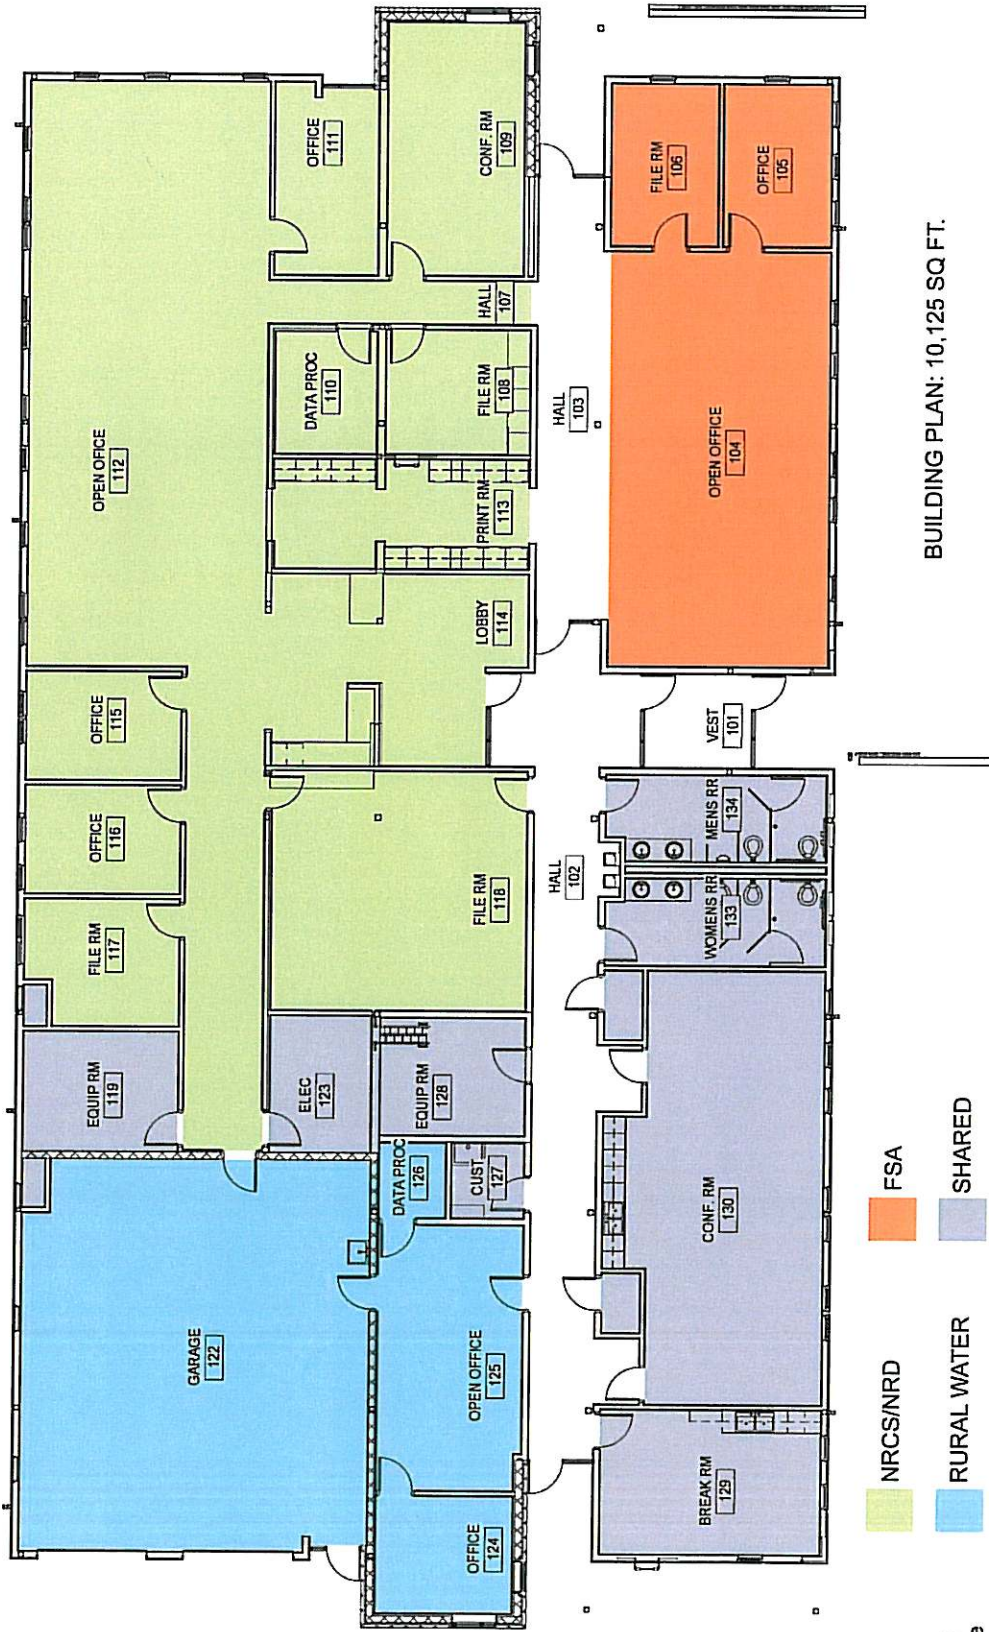 GARAGE
122
EQUIP RM
119
FILE RM
117
OFFICE
116
OFFICE
115
OPEN OFICE
112
OFFICE
111
CONF. RM
109
HALL
107
DATA PROC
110
FILE RM
108
PRINT RM
113
LOBBY
114
FILE RM
118
ELEC
123
EQUIP RM
128
DATA PROC
126
CUST
127
OPEN OFFICE
125
OFFICE
124
HALL
102
HALL
103
BREAK RM
129
CONF. RM
130
WOMENS RR
133
MENS RR
134
VEST
101
OPEN OFFICE
104
FILE RM
106
OFFICE
105
NRCS/NRD
FSA
RURAL WATER
SHARED
BUILDING PLAN: 10,125 SQ FT.